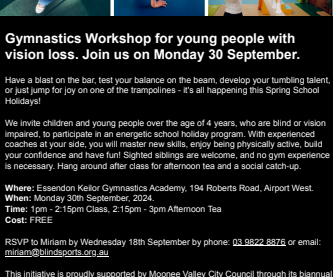 Gymnastics Workshop for young people with
vision loss. Join us on Monday 30 September.
Have a blast on the bar, test your balance on the beam, develop your tumbling talent,
or just jump for joy on one of the trampolines - it's all happening this Spring School
Holidays!
We invite children and young people over the age of 4 years, who are blind or vision
impaired, to participate in an energetic school holiday program. With experienced
coaches at your side, you will master new skills, enjoy being physically active, build
your confidence and have fun! Sighted siblings are welcome, and no gym experience
is necessary. Hang around after class for afternoon tea and a social catch-up.
Where: Essendon Keilor Gymnastics Academy, 194 Roberts Road, Airport West.
When: Monday 30th September, 2024.
Time: 1pm - 2:15pm Class, 2:15pm - 3pm Afternoon Tea
Cost: FREE
RSVP to Miriam by Wednesday 18th September by phone: 03 9822 8876 or email:
miriam@blindsports.org.au
This initiative is proudly supported by Moonee Valley City Council through its biannual